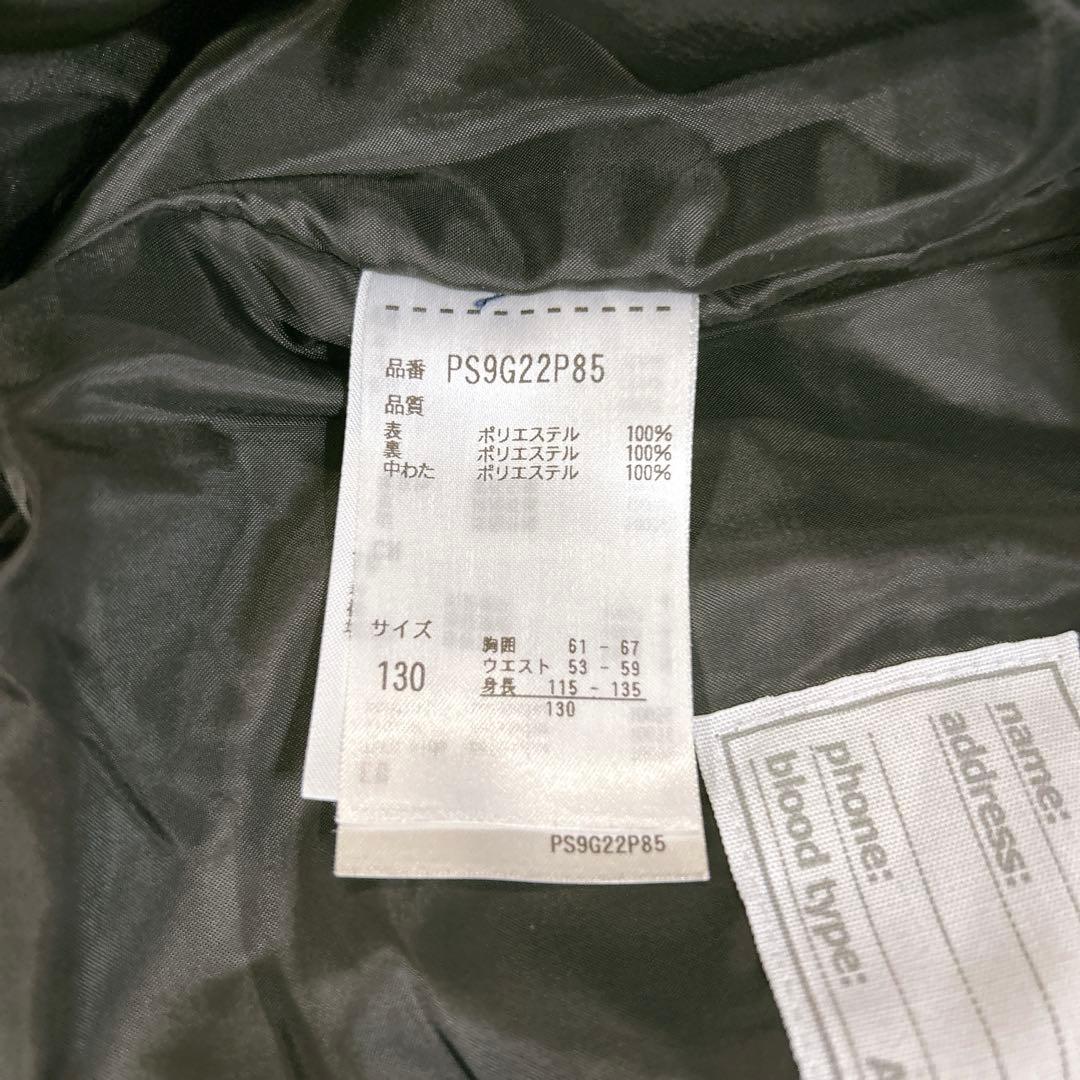 品番 PS9G22P85
品質
表 ポリエステル 100%
裏 ポリエステル 100%
中わた ポリエステル 100%
サイズ
130
胸囲 61 - 67
ウエスト 53 - 59
身長 115 - 135
130
PS9G22P85
name:
address:
phone:
blood type:
A